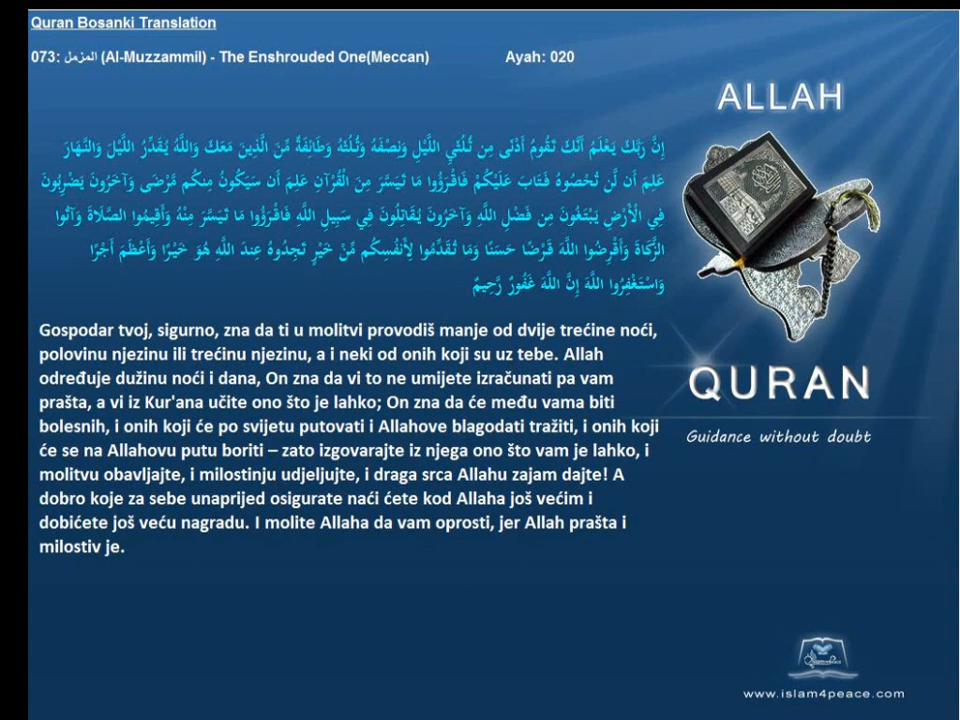 Quran Bosanki Translation
073: المزمل (Al-Muzzammil) - The Enshrouded One(Meccan) Ayah: 020
إِنَّ رَبَّكَ يَعْلَمُ أَنَّكَ تَقُومُ أَدْنَى مِن ثُلُثَيِ اللَّيْلِ وَنِصْفَهُ وَثُلُثَهُ وَطَائِفَةٌ مِّنَ الَّذِينَ مَعَكَ وَاللَّهُ يُقَدِّرُ اللَّيْلَ وَالنَّهَارَ
عَلِمَ أَن لَّن تُحْصُوهُ فَتَابَ عَلَيْكُمْ فَاقْرَؤُوا مَا تَيَسَّرَ مِنَ الْقُرْآنِ عَلِمَ أَن سَيَكُونُ مِنكُم مَّرْضَى وَآخَرُونَ يَضْرِبُونَ
فِي الْأَرْضِ يَبْتَغُونَ مِن فَضْلِ اللَّهِ وَآخَرُونَ يُقَاتِلُونَ فِي سَبِيلِ اللَّهِ فَاقْرَؤُوا مَا تَيَسَّرَ مِنْهُ وَأَقِيمُوا الصَّلَاةَ وَآتُوا
الزَّكَاةَ وَأَقْرِضُوا اللَّهَ قَرْضًا حَسَنًا وَمَا تُقَدِّمُوا لِأَنفُسِكُم مِّنْ خَيْرٍ تَجِدُوهُ عِندَ اللَّهِ هُوَ خَيْرًا وَأَعْظَمَ أَجْرًا
وَاسْتَغْفِرُوا اللَّهَ إِنَّ اللَّهَ غَفُورٌ رَّحِيمٌ
Gospodar tvoj, sigurno, zna da ti u molitvi provodiš manje od dvije trećine noći,
polovinu njezinu ili trećinu njezinu, a i neki od onih koji su uz tebe. Allah
određuje dužinu noći i dana, On zna da vi to ne umijete izračunati pa vam
prašta, a vi iz Kur'ana učite ono što je lahko; On zna da će među vama biti
bolesnih, i onih koji će po svijetu putovati i Allahove blagodati tražiti, i onih koji
će se na Allahovu putu boriti – zato izgovarajte iz njega ono što vam je lahko, i
molitvu obavljajte, i milostinju udjeljujte, i draga srca Allahu zajam dajte! A
dobro koje za sebe unaprijed osigurate naći ćete kod Allaha još većim i
dobićete još veću nagradu. I molite Allaha da vam oprosti, jer Allah prašta i
milostiv je.
ALLAH
QURAN
Guidance without doubt
www.islam4peace.com